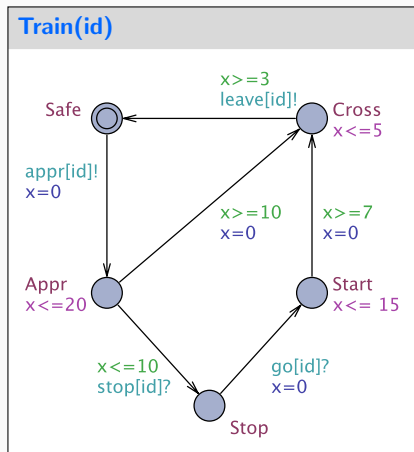 Train(id)
x>=3
leave[id]!
Safe
Cross
x<=5
appr[id]!
x=0
x>=10
x=0
x>=7
x=0
Appr
x<=20
Start
x<= 15
x<=10
stop[id]?
go[id]?
x=0
Stop